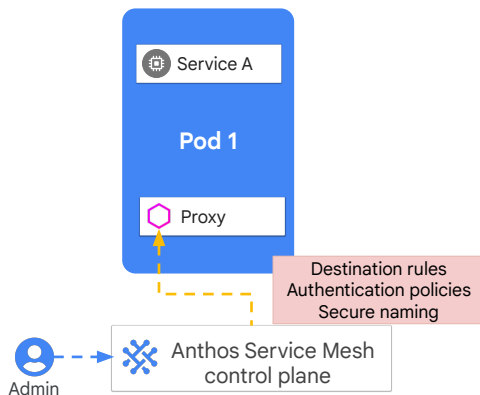 Service A
Pod 1
Proxy
Destination rules
Authentication policies
Secure naming
Anthos Service Mesh
control plane
Admin